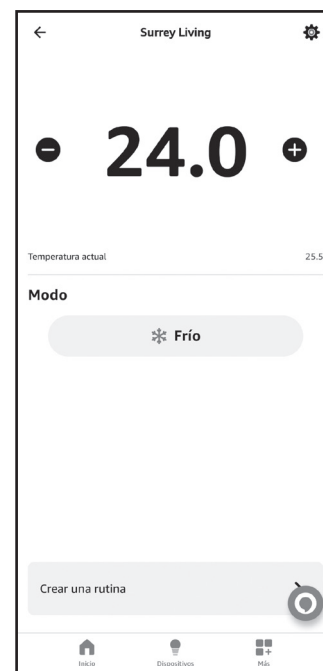 Surrey Living
24.0
Temperatura actual 25.5
Modo
Frío
Crear una rutina
Inicio Dispositivos Más